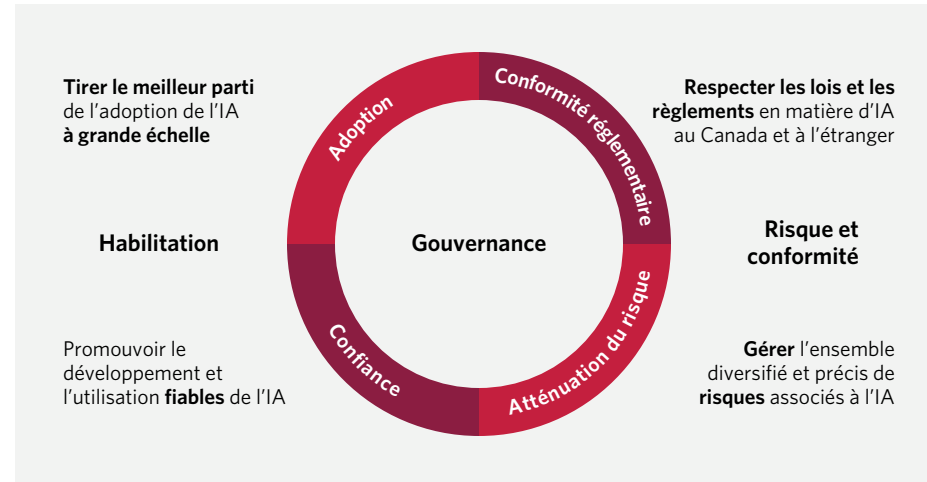 Tirer le meilleur parti
de l'adoption de l'IA
à grande échelle
Adoption
Conformité réglementaire
Respecter les lois et les
règlements en matière d'IA
au Canada et à l'étranger
Habilitation
Gouvernance
Risque et
conformité
Promouvoir le
développement et
l'utilisation fiables de l'IA
Confiance
Atténuation du risque
Gérer l'ensemble
diversifié et précis de
risques associés à l'IA